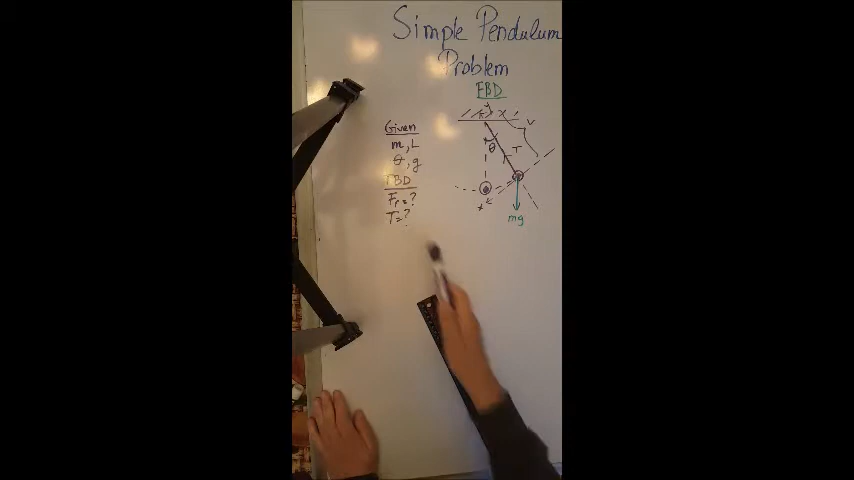 Simple Pendulum
Problem
FBD
Given
m, L
θ, g
FBD
Fr = ?
T = ?
θ
T
mg